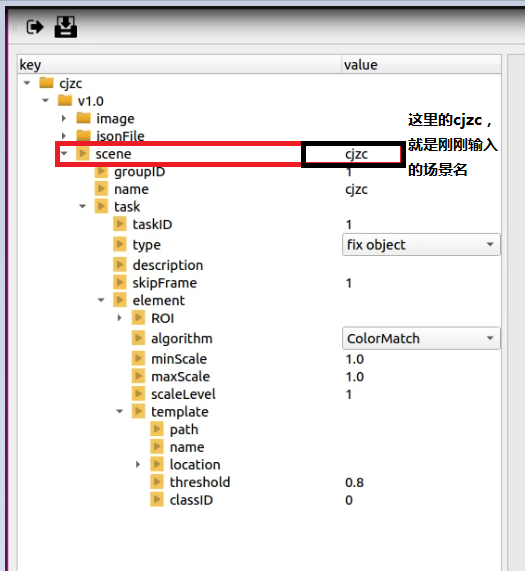 key value
cjzc
v1.0
image
jsonFile
scene cjzc
groupID 1
name cjzc
task
taskID 1
type fix object
description
skipFrame 1
element
ROI
algorithm ColorMatch
minScale 1.0
maxScale 1.0
scaleLevel 1
template
path
name
location
threshold 0.8
classID 0
这里的cjzc，
就是刚刚输入
的场景名